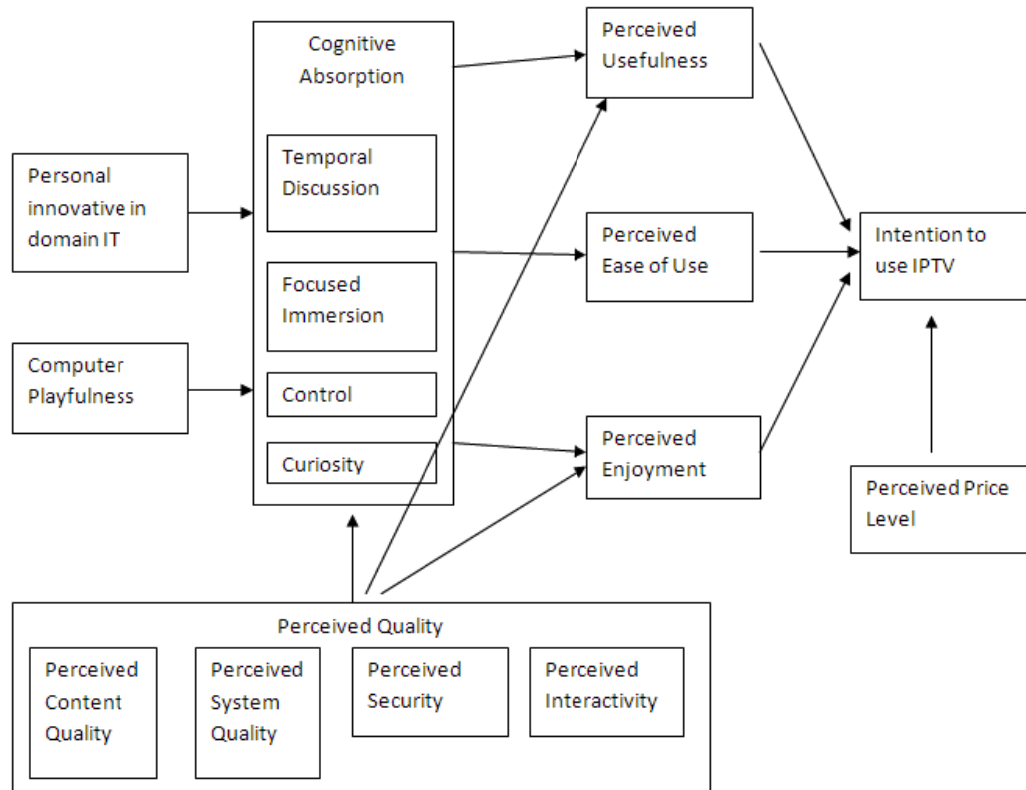 Cognitive
Absorption
Perceived
Usefulness
Temporal
Discussion
Personal
innovative in
domain IT
Perceived
Ease of Use
Intention to
use IPTV
Focused
Immersion
Computer
Playfulness
Control
Curiosity
Perceived
Enjoyment
Perceived Price
Level
Perceived Quality
Perceived
Content
Quality
Perceived
System
Quality
Perceived
Security
Perceived
Interactivity